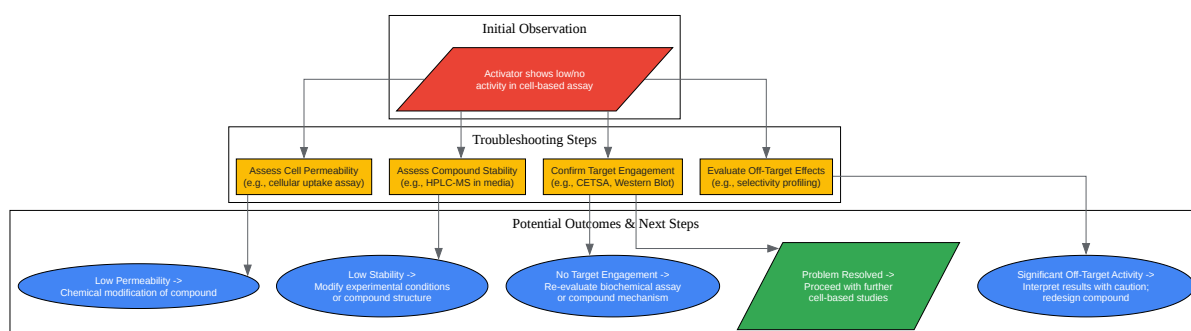 Initial Observation
Activator shows low/no
activity in cell-based assay
Troubleshooting Steps
Assess Cell Permeability
(e.g., cellular uptake assay)
Assess Compound Stability
(e.g., HPLC-MS in media)
Confirm Target Engagement
(e.g., CETSA, Western Blot)
Evaluate Off-Target Effects
(e.g., selectivity profiling)
Potential Outcomes & Next Steps
Low Permeability ->
Chemical modification of compound
Low Stability ->
Modify experimental conditions
or compound structure
No Target Engagement ->
Re-evaluate biochemical assay
or compound mechanism
Problem Resolved ->
Proceed with further
cell-based studies
Significant Off-Target Activity ->
Interpret results with caution;
redesign compound